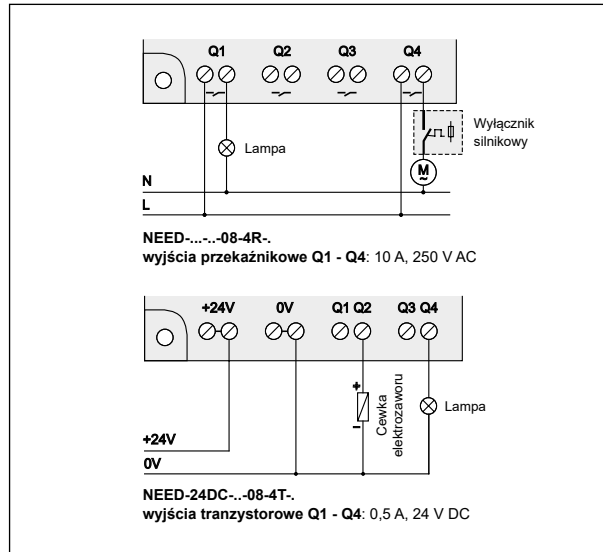 Q1 Q2 Q3 Q4
Wyłącznik
silnikowy
Lampa
M
~
N
L
NEED-...-..-08-4R-.
wyjścia przekaźnikowe Q1 - Q4: 10 A, 250 V AC
+24V 0V Q1 Q2 Q3 Q4
+
–
Cewka
elektrozaworu
Lampa
+24V
0V
NEED-24DC-..-08-4T-.
wyjścia tranzystorowe Q1 - Q4: 0,5 A, 24 V DC